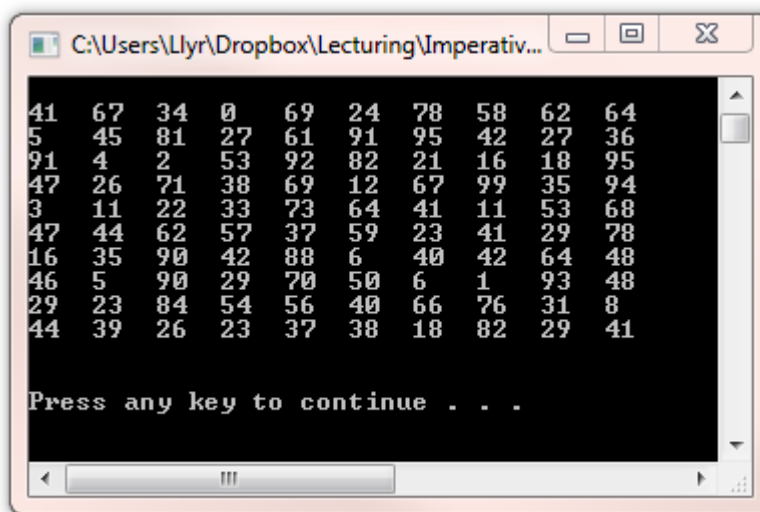 C:\Users\Llyr\Dropbox\Lecturing\Imperativ...
41 67 34 0 69 24 78 58 62 64
5 45 81 27 61 91 95 42 27 36
91 4 2 53 92 82 21 16 18 95
47 26 71 38 69 12 67 99 35 94
3 11 22 33 73 64 41 11 53 68
47 44 62 57 37 59 23 41 29 78
16 35 90 42 88 6 40 42 64 48
46 5 90 29 70 50 6 1 93 48
29 23 84 54 56 40 66 76 31 8
44 39 26 23 37 38 18 82 29 41
Press any key to continue . . .